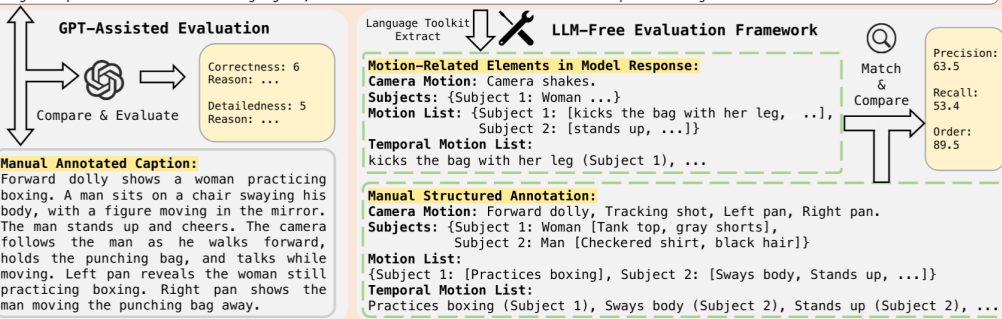 GPT-Assisted Evaluation
Compare & Evaluate
Correctness: 6
Reason: ...
Detailedness: 5
Reason: ...
Manual Annotated Caption:
Forward dolly shows a woman practicing
boxing. A man sits on a chair swaying his
body, with a figure moving in the mirror.
The man stands up and cheers. The camera
follows the man as he walks forward,
holds the punching bag, and talks while
moving. Left pan reveals the woman still
practicing boxing. Right pan shows the
man moving the punching bag away.
Language Toolkit
Extract
LLM-Free Evaluation Framework
Motion-Related Elements in Model Response:
Camera Motion: Camera shakes.
Subjects: {Subject 1: Woman ...}
Motion List: {Subject 1: [kicks the bag with her leg, ..],
Subject 2: [stands up, ...]}
Temporal Motion List:
kicks the bag with her leg (Subject 1), ...
Match
&
Compare
Precision:
63.5
Recall:
53.4
Order:
89.5
Manual Structured Annotation:
Camera Motion: Forward dolly, Tracking shot, Left pan, Right pan.
Subjects: {Subject 1: Woman [Tank top, gray shorts],
Subject 2: Man [Checkered shirt, black hair]}
Motion List:
{Subject 1: [Practices boxing], Subject 2: [Sways body, Stands up, ...]}
Temporal Motion List:
Practices boxing (Subject 1), Sways body (Subject 2), Stands up (Subject 2), ...